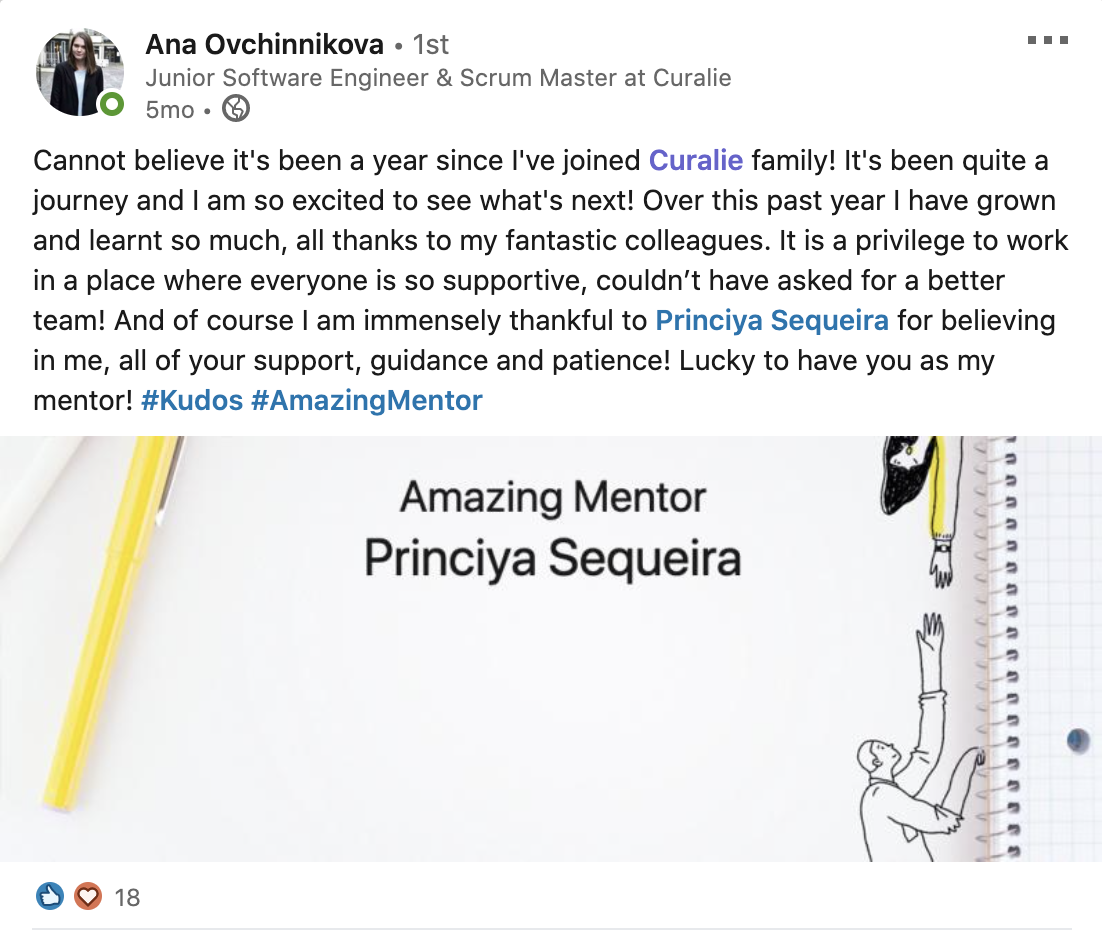 Ana Ovchinnikova • 1st
Junior Software Engineer & Scrum Master at Curalie
5mo •
Cannot believe it's been a year since I've joined Curalie family! It's been quite a
journey and I am so excited to see what's next! Over this past year I have grown
and learnt so much, all thanks to my fantastic colleagues. It is a privilege to work
in a place where everyone is so supportive, couldn’t have asked for a better
team! And of course I am immensely thankful to Princiya Sequeira for believing
in me, all of your support, guidance and patience! Lucky to have you as my
mentor! #Kudos #AmazingMentor
Amazing Mentor
Princiya Sequeira
18